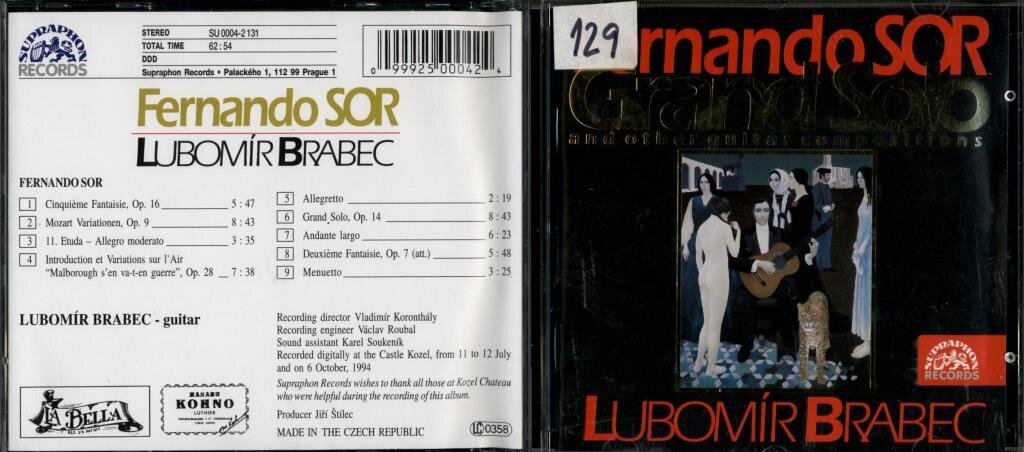 SUPRAPHON
RECORDS
STEREO SU 0004-2 131
TOTAL TIME 62:54
DDD
Supraphon Records • Palackého 1, 112 99 Prague 1
0 99925 00042 4
Fernando SOR
LUBOMÍR BRABEC
FERNANDO SOR
1 Cinquième Fantaisie, Op. 16 5 : 47
2 Mozart Variationen, Op. 9 8 : 43
3 11. Etuda – Allegro moderato 3 : 35
4 Introduction et Variations sur l'Air
"Malborough s'en va-t-en guerre", Op. 28 7 : 38
5 Allegretto 2 : 19
6 Grand Solo, Op. 14 8 : 43
7 Andante largo 6 : 23
8 Deuxième Fantaisie, Op. 7 (att.) 5 : 48
9 Menuetto 3 : 25
LUBOMÍR BRABEC - guitar
Recording director Vladimír Koronthály
Recording engineer Václav Roubal
Sound assistant Karel Soukeník
Recorded digitally at the Castle Kozel, from 11 to 12 July
and on 6 October, 1994
Supraphon Records wishes to thank all those at Kozel Chateau
who were helpful during the recording of this album.
Producer Jiří Štilec
MADE IN THE CZECH REPUBLIC
LC 0358
LA BELLA
MASARU
KOHNO
LUTHIER
129
ernando SOR
Grand Solo
and other guitar compositions
SUPRAPHON
RECORDS
LUBOMÍR BRABEC